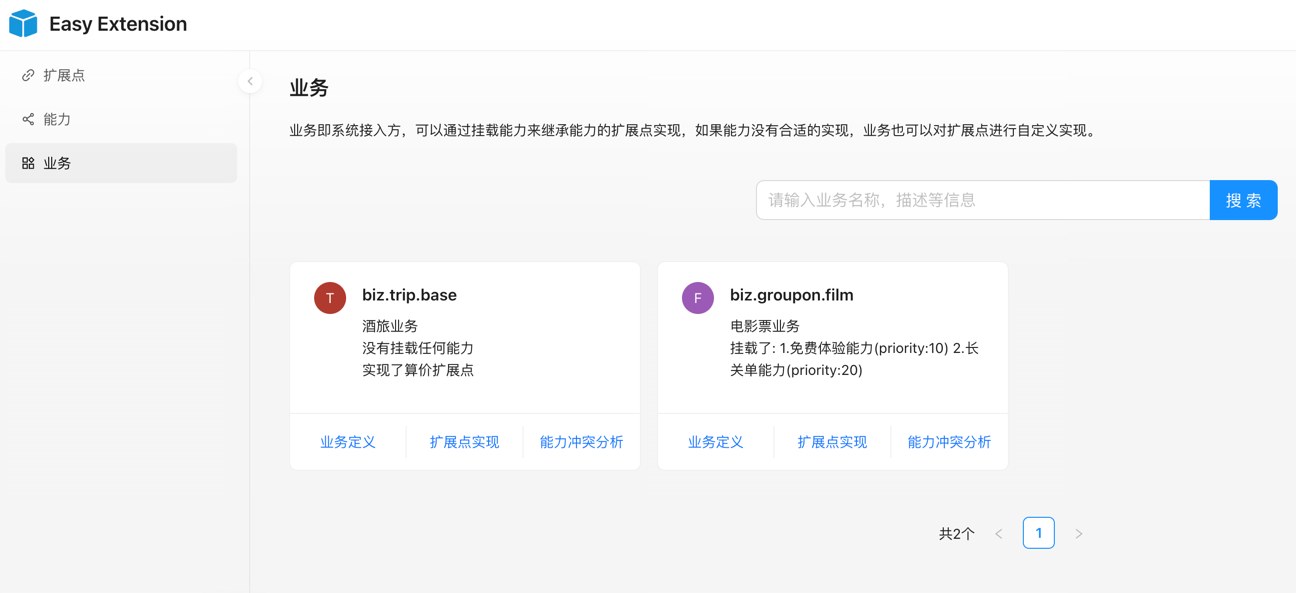 Easy Extension
扩展点
能力
业务
业务
业务即系统接入方，可以通过挂载能力来继承能力的扩展点实现，如果能力没有合适的实现，业务也可以对扩展点进行自定义实现。
请输入业务名称，描述等信息
搜 索
T
biz.trip.base
酒旅业务
没有挂载任何能力
实现了算价扩展点
业务定义
扩展点实现
能力冲突分析
F
biz.groupon.film
电影票业务
挂载了: 1.免费体验能力(priority:10) 2.长
关单能力(priority:20)
业务定义
扩展点实现
能力冲突分析
共2个
1